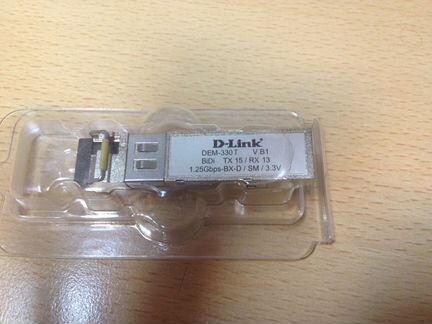 D-Link
DEM-330T V.B1
BiDi TX 15 / RX 13
1.25Gbps-BX-D / SM / 3.3V